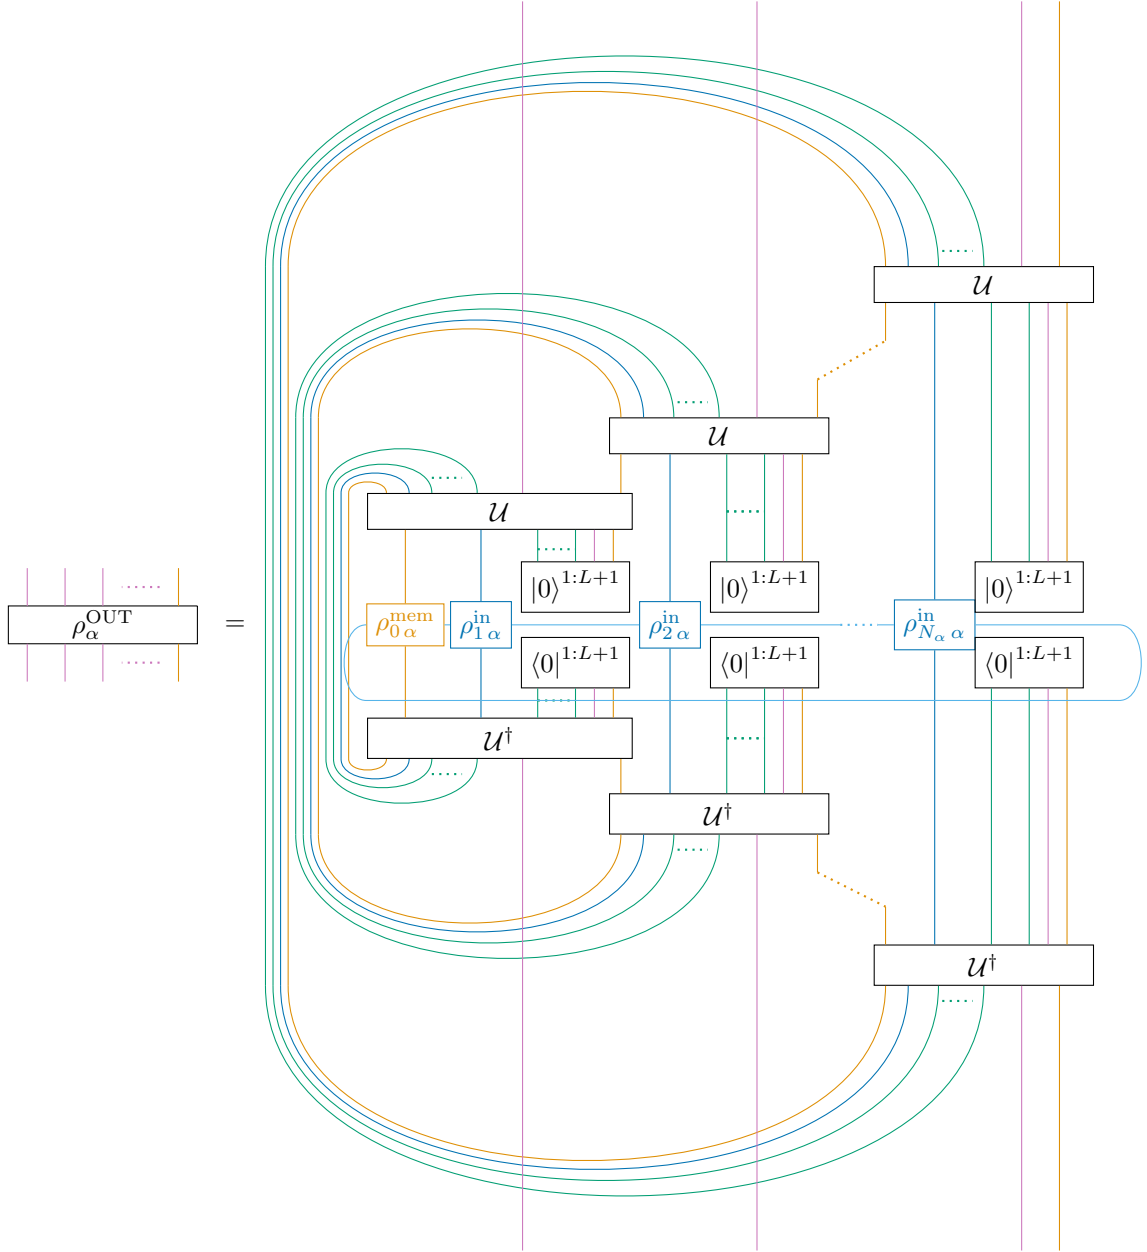 𝒰
𝒰
𝒰
|0⟩^{1:L+1} |0⟩^{1:L+1} |0⟩^{1:L+1}
ρ_α^{OUT} = ρ_{0 α}^{mem} ρ_{1 α}^{in} ρ_{2 α}^{in} ρ_{N_α α}^{in}
⟨0|^{1:L+1} ⟨0|^{1:L+1} ⟨0|^{1:L+1}
𝒰^†
𝒰^†
𝒰^†